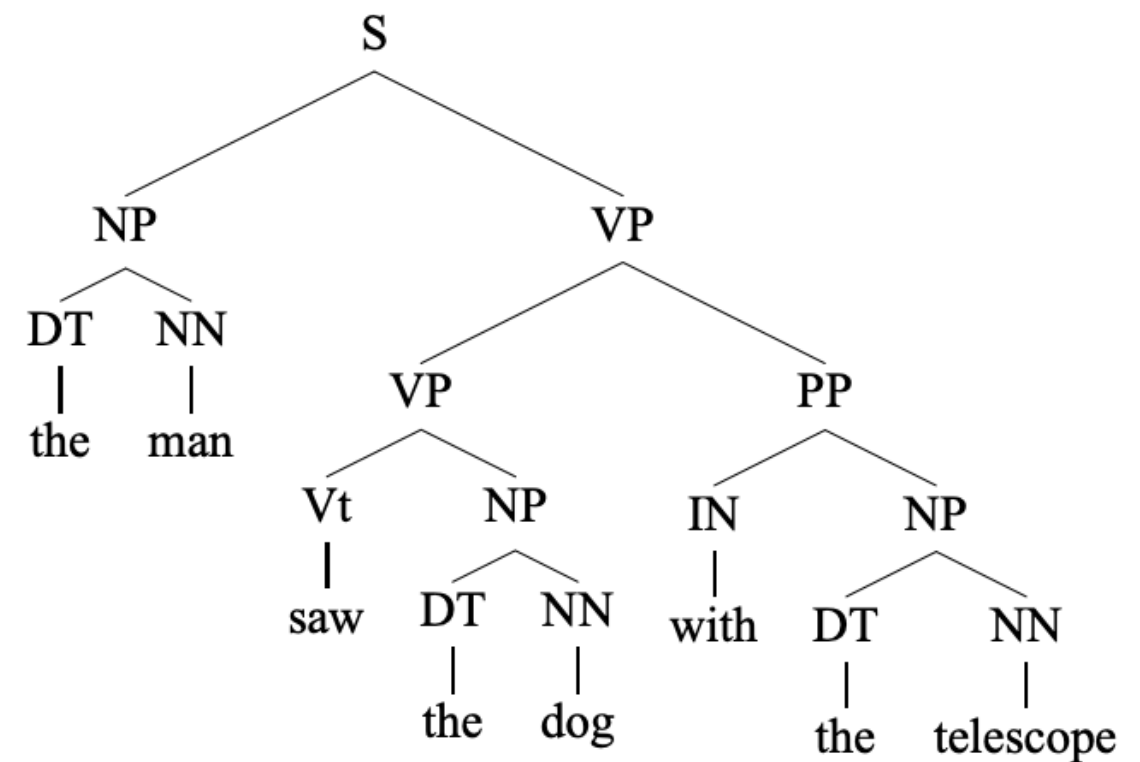 S
NP VP
DT NN
VP PP
the man
Vt NP IN NP
saw DT NN with DT NN
the dog the telescope